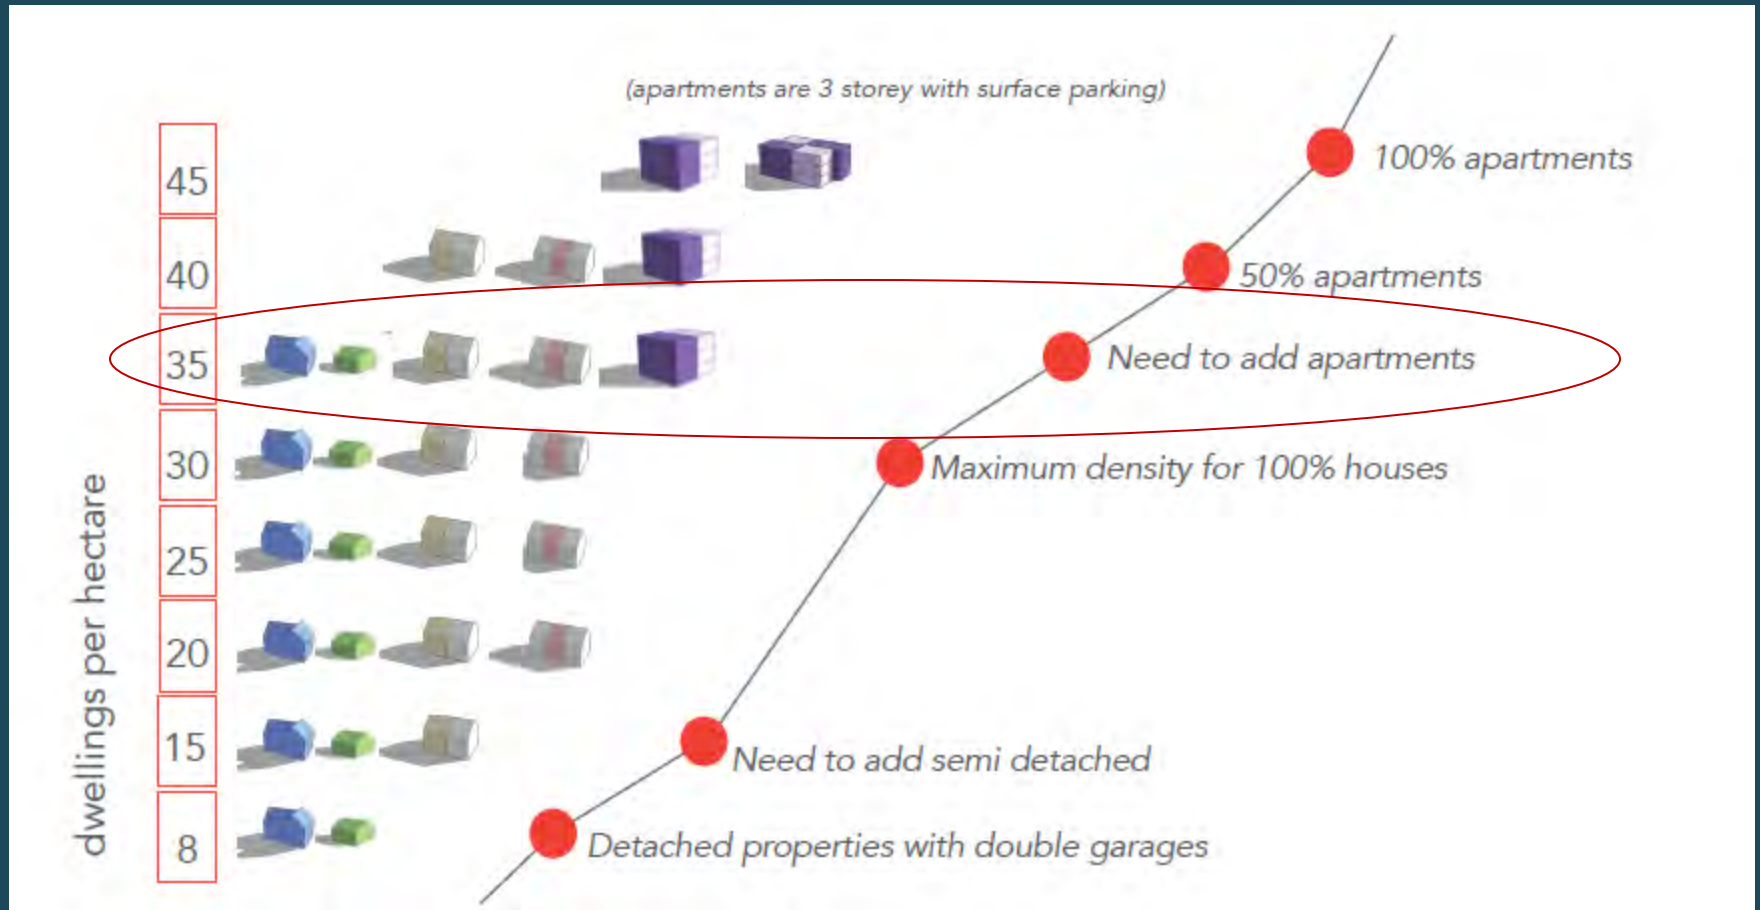 (apartments are 3 storey with surface parking)
45
100% apartments
40
50% apartments
35
Need to add apartments
30
Maximum density for 100% houses
25
20
15
Need to add semi detached
8
Detached properties with double garages
dwellings per hectare